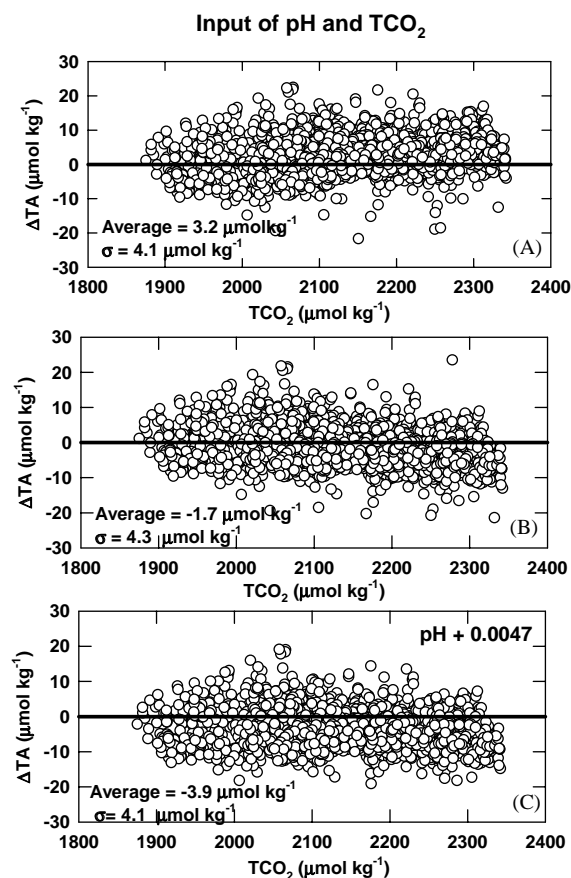 Input of pH and TCO₂
30
20
10
0
-10
-20
-30
ΔTA (μmol kg⁻¹)
Average = 3.2 μmolkg⁻¹
σ = 4.1 μmol kg⁻¹
(A)
1800 1900 2000 2100 2200 2300 2400
TCO₂ (μmol kg⁻¹)
30
20
10
0
-10
-20
-30
ΔTA (μmol kg⁻¹)
Average = -1.7 μmol kg⁻¹
σ = 4.3 μmol kg⁻¹
(B)
1800 1900 2000 2100 2200 2300 2400
TCO₂ (μmol kg⁻¹)
30
20
10
0
-10
-20
-30
ΔTA (μmol kg⁻¹)
pH + 0.0047
Average = -3.9 μmol kg⁻¹
σ= 4.1 μmol kg⁻¹
(C)
1800 1900 2000 2100 2200 2300 2400
TCO₂ (μmol kg⁻¹)